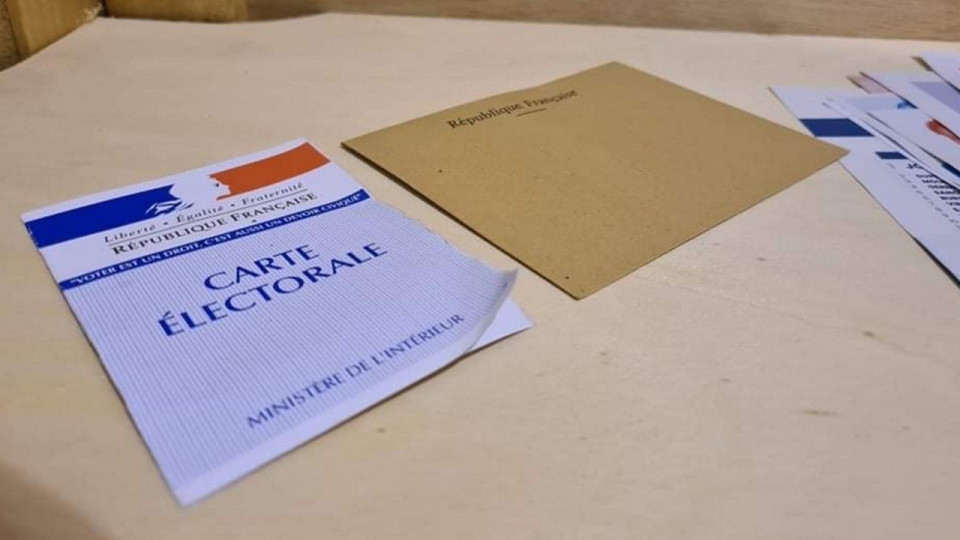 Liberté • Égalité • Fraternité
RÉPUBLIQUE FRANÇAISE
"VOTER EST UN DROIT, C'EST AUSSI UN DEVOIR CIVIQUE"
CARTE
ÉLECTORALE
MINISTÈRE DE L'INTÉRIEUR
République Française